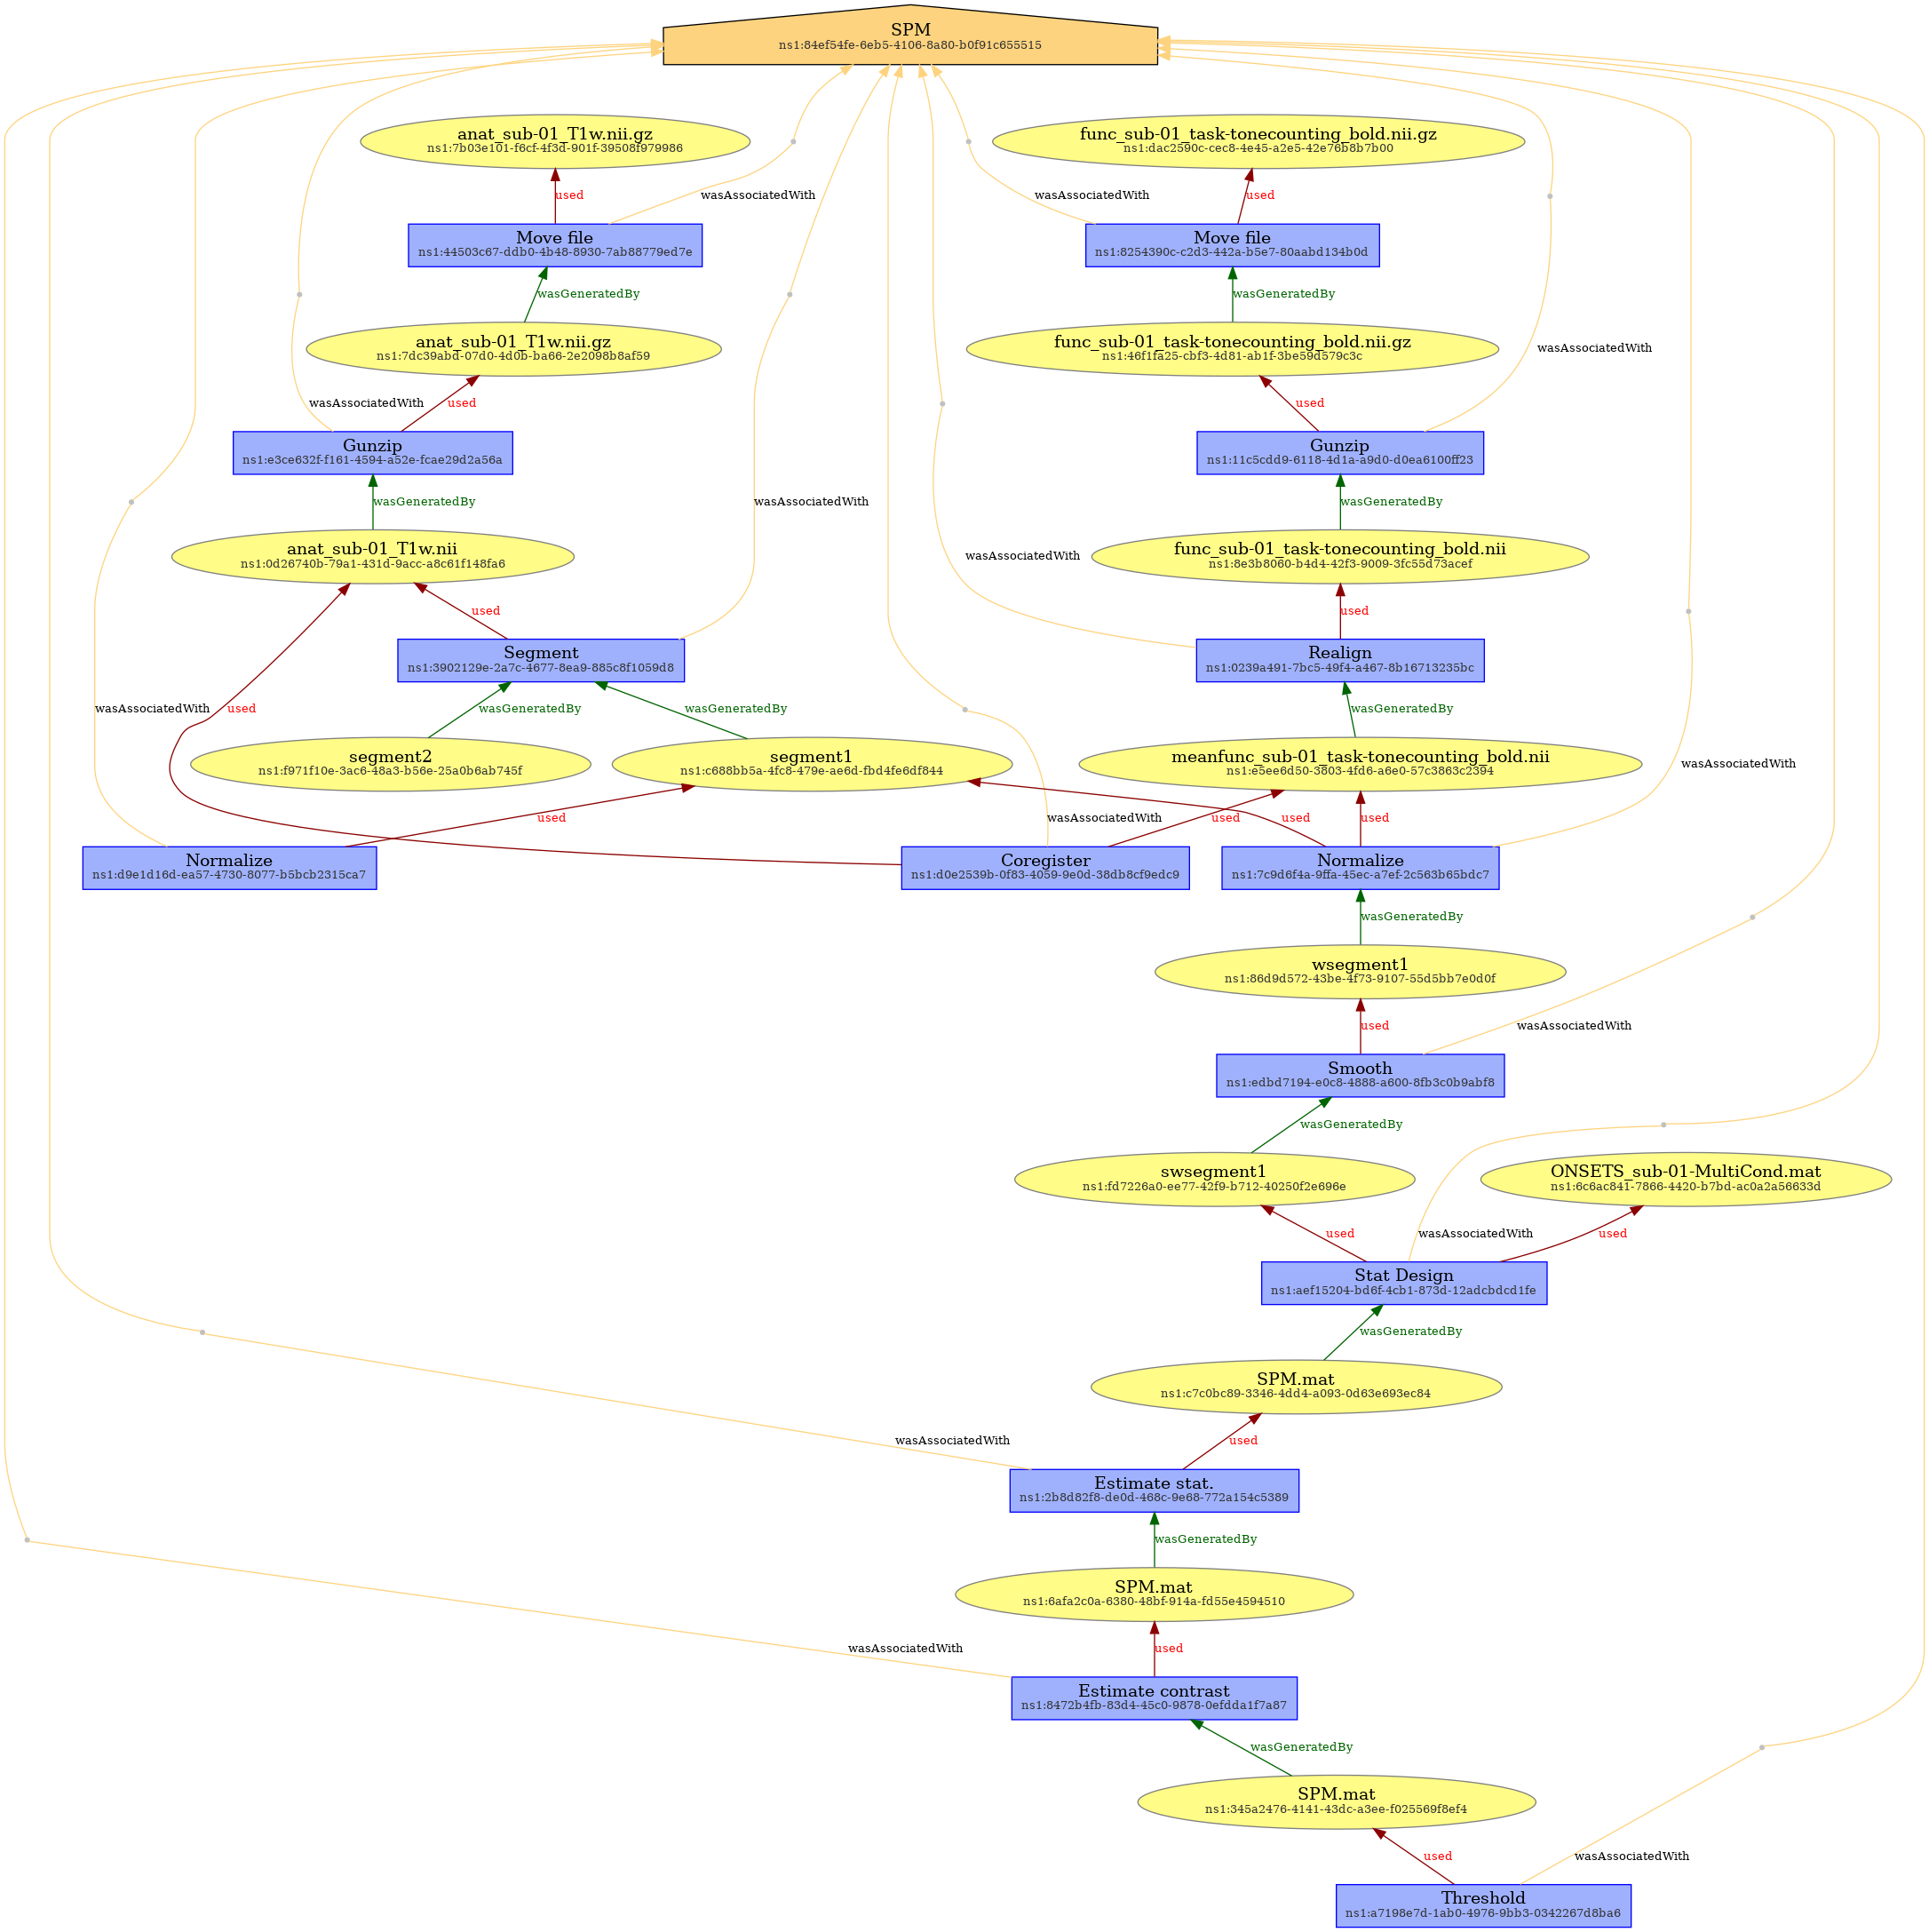 SPM
ns1:84ef54fe-6eb5-4106-8a80-b0f91c655515
anat_sub-01_T1w.nii.gz
ns1:7b03e101-f6cf-4f3d-901f-39508f979986
func_sub-01_task-tonecounting_bold.nii.gz
ns1:dac2590c-cec8-4e45-a2e5-42e76b8b7b00
used
wasAssociatedWith
wasAssociatedWith
used
Move file
ns1:44503c67-ddb0-4b48-8930-7ab88779ed7e
Move file
ns1:8254390c-c2d3-442a-b5e7-80aabd134b0d
wasGeneratedBy
wasGeneratedBy
anat_sub-01_T1w.nii.gz
ns1:7dc39abd-07d0-4d0b-ba66-2e2098b8af59
func_sub-01_task-tonecounting_bold.nii.gz
ns1:46f1fa25-cbf3-4d81-ab1f-3be59d579c3c
wasAssociatedWith
wasAssociatedWith
used
used
Gunzip
ns1:e3ce632f-f161-4594-a52e-fcae29d2a56a
Gunzip
ns1:11c5cdd9-6118-4d1a-a9d0-d0ea6100ff23
wasGeneratedBy
wasAssociatedWith
wasGeneratedBy
anat_sub-01_T1w.nii
ns1:0d26740b-79a1-431d-9acc-a8c61f148fa6
wasAssociatedWith
func_sub-01_task-tonecounting_bold.nii
ns1:8e3b8060-b4d4-42f3-9009-3fc55d73acef
used
used
Segment
ns1:3902129e-2a7c-4677-8ea9-885c8f1059d8
Realign
ns1:0239a491-7bc5-49f4-a467-8b16713235bc
wasAssociatedWith
used
wasGeneratedBy
wasGeneratedBy
wasGeneratedBy
segment2
ns1:f971f10e-3ac6-48a3-b56e-25a0b6ab745f
segment1
ns1:c688bb5a-4fc8-479e-ae6d-fbd4fe6df844
meanfunc_sub-01_task-tonecounting_bold.nii
ns1:e5ee6d50-3803-4fd6-a6e0-57c3863c2394
wasAssociatedWith
used
wasAssociatedWith
used
used
used
Normalize
ns1:d9e1d16d-ea57-4730-8077-b5bcb2315ca7
Coregister
ns1:d0e2539b-0f83-4059-9e0d-38db8cf9edc9
Normalize
ns1:7c9d6f4a-9ffa-45ec-a7ef-2c563b65bdc7
wasGeneratedBy
wsegment1
ns1:86d9d572-43be-4f73-9107-55d5bb7e0d0f
used
wasAssociatedWith
Smooth
ns1:edbd7194-e0c8-4888-a600-8fb3c0b9abf8
wasGeneratedBy
swsegment1
ns1:fd7226a0-ee77-42f9-b712-40250f2e696e
ONSETS_sub-01-MultiCond.mat
ns1:6c6ac841-7866-4420-b7bd-ac0a2a56633d
used
wasAssociatedWith
used
Stat Design
ns1:aef15204-bd6f-4cb1-873d-12adcbdcd1fe
wasGeneratedBy
SPM.mat
ns1:c7c0bc89-3346-4dd4-a093-0d63e693ec84
wasAssociatedWith
used
Estimate stat.
ns1:2b8d82f8-de0d-468c-9e68-772a154c5389
wasGeneratedBy
SPM.mat
ns1:6afa2c0a-6380-48bf-914a-fd55e4594510
wasAssociatedWith
used
Estimate contrast
ns1:8472b4fb-83d4-45c0-9878-0efdda1f7a87
wasGeneratedBy
SPM.mat
ns1:345a2476-4141-43dc-a3ee-f025569f8ef4
used
wasAssociatedWith
Threshold
ns1:a7198e7d-1ab0-4976-9bb3-0342267d8ba6